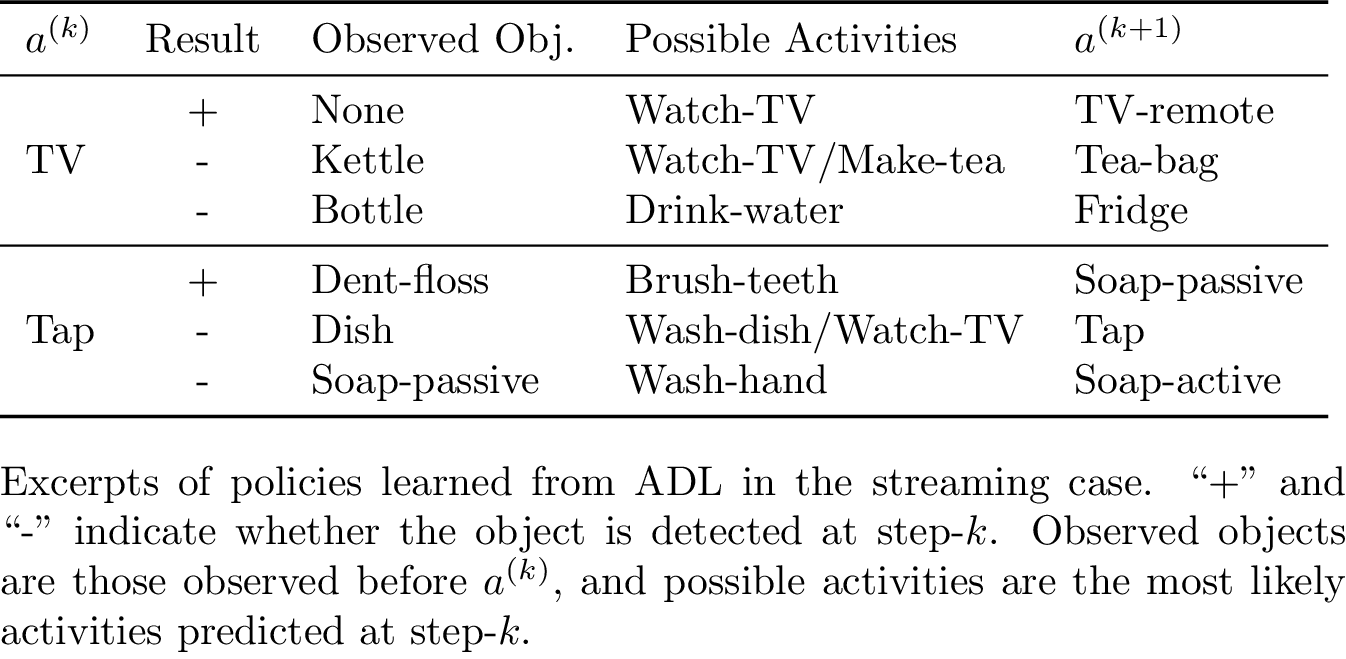 a^(k) Result Observed Obj. Possible Activities a^(k+1)
+ None Watch-TV TV-remote
TV - Kettle Watch-TV/Make-tea Tea-bag
- Bottle Drink-water Fridge
+ Dent-floss Brush-teeth Soap-passive
Tap - Dish Wash-dish/Watch-TV Tap
- Soap-passive Wash-hand Soap-active
Excerpts of policies learned from ADL in the streaming case. “+” and
“-” indicate whether the object is detected at step-k. Observed objects
are those observed before a^(k), and possible activities are the most likely
activities predicted at step-k.